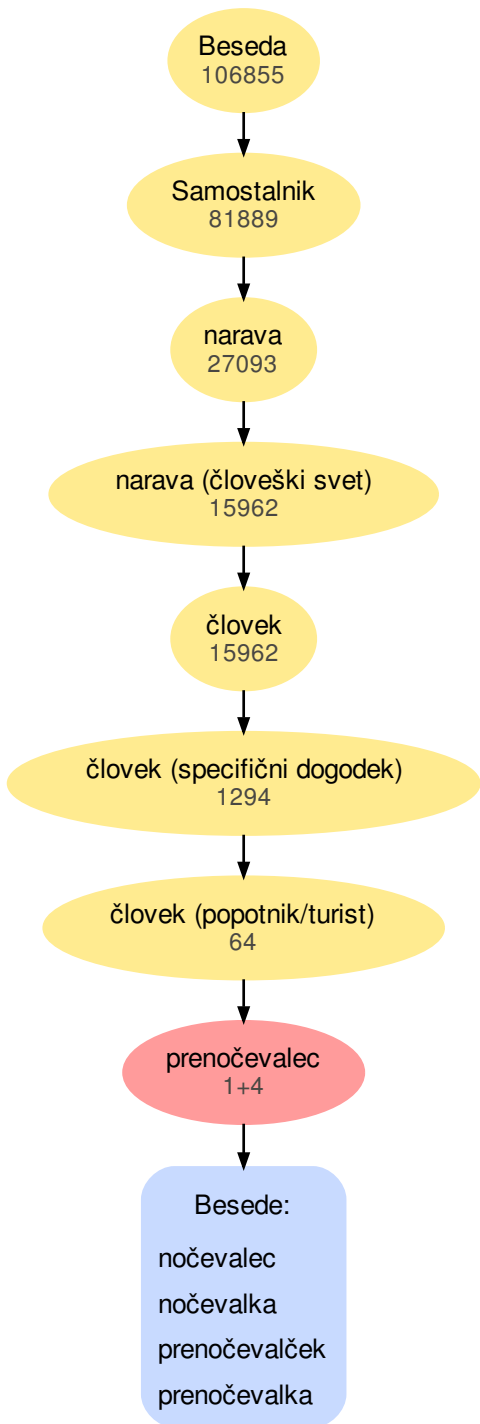 Beseda
106855
Samostalnik
81889
narava
27093
narava (človeški svet)
15962
človek
15962
človek (specifični dogodek)
1294
človek (popotnik/turist)
64
prenočevalec
1+4
Besede:
nočevalec
nočevalka
prenočevalček
prenočevalka